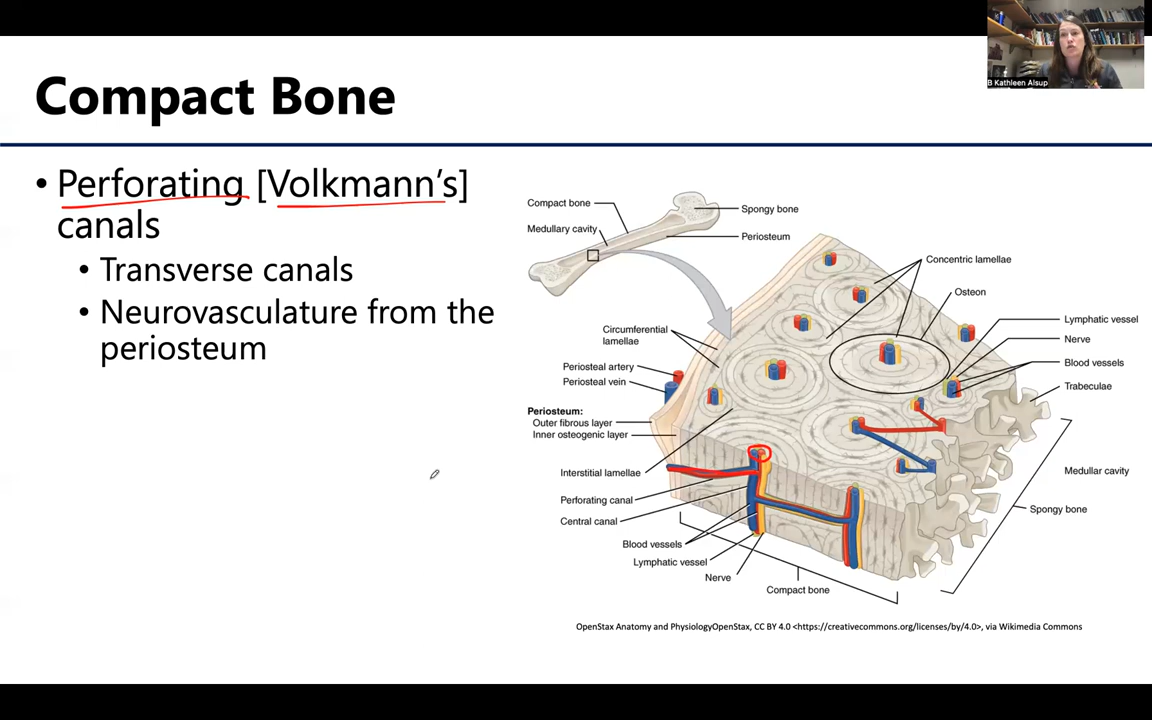 B Kathleen Alsup
Compact Bone
• Perforating [Volkmann's]
canals
• Transverse canals
• Neurovasculature from the
periosteum
Compact bone
Medullary cavity
Spongy bone
Periosteum
Concentric lamellae
Osteon
Lymphatic vessel
Nerve
Blood vessels
Trabeculae
Circumferential
lamellae
Periosteal artery
Periosteal vein
Periosteum:
Outer fibrous layer
Inner osteogenic layer
Interstitial lamellae
Perforating canal
Central canal
Blood vessels
Lymphatic vessel
Nerve
Compact bone
Medullar cavity
Spongy bone
OpenStax Anatomy and PhysiologyOpenStax, CC BY 4.0 <https://creativecommons.org/licenses/by/4.0>, via Wikimedia Commons